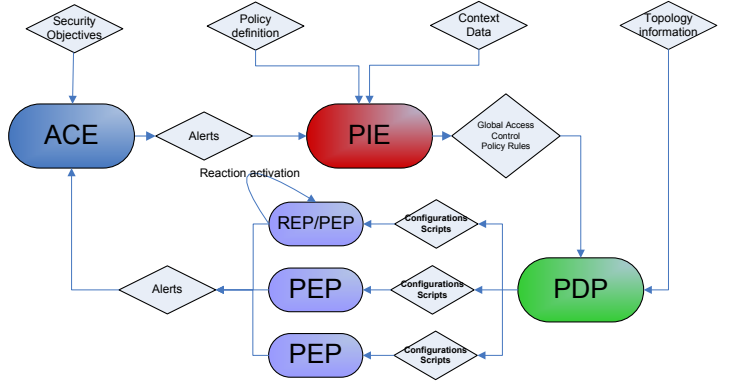 Security
Objectives
Policy
definition
Context
Data
Topology
information
ACE
Alerts
PIE
Global Access
Control
Policy Rules
Reaction activation
REP/PEP
Configurations
Scripts
Alerts
PEP
Configurations
Scripts
PDP
PEP
Configurations
Scripts